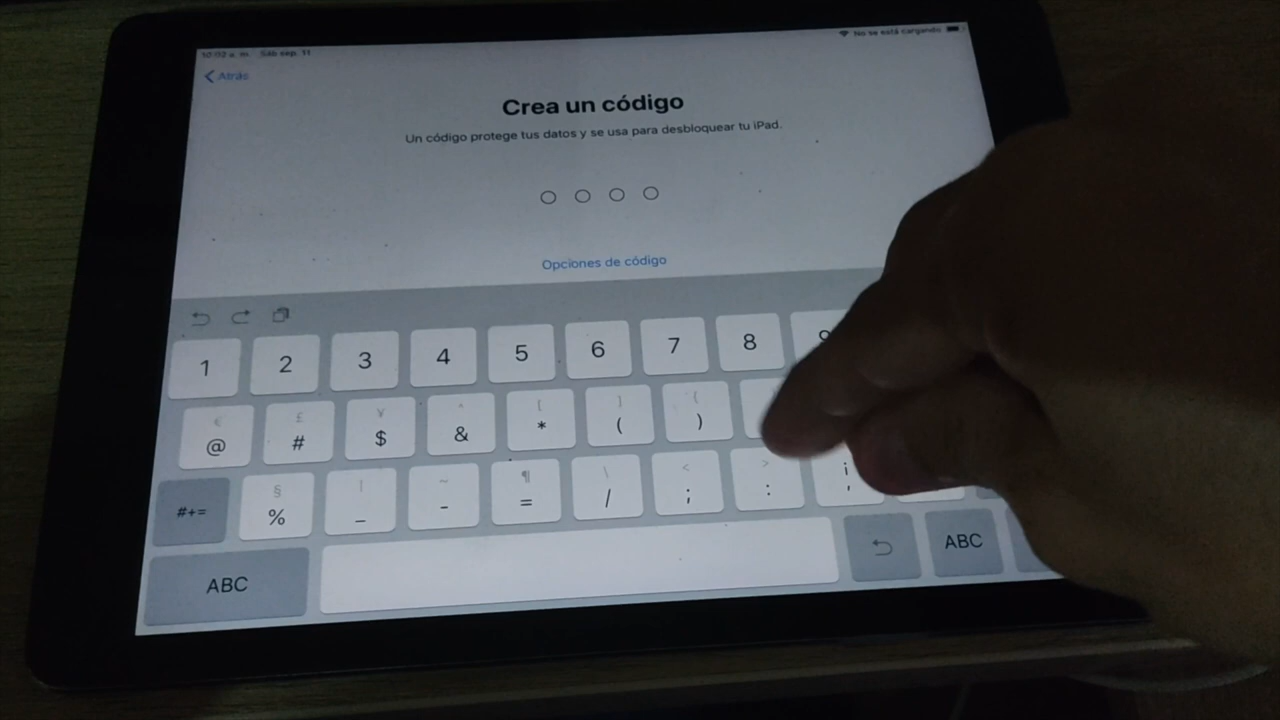 10:02 a. m. Sáb sep. 11
No se está cargando
Atrás
Crea un código
Un código protege tus datos y se usa para desbloquear tu iPad.
Opciones de código
1 2 3 4 5 6 7 8 9
€ £ ¥ ^ [ ] {
@ # $ & * ( )
§ | ~ ¶ \ < >
#+= % _ - = / ; : ,
ABC ABC